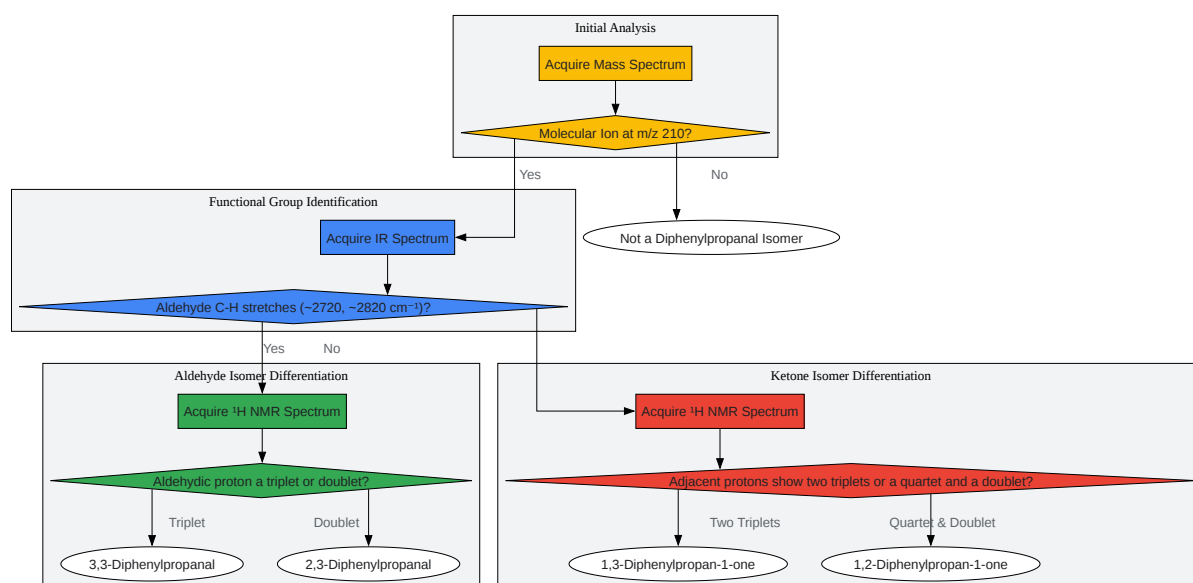 Initial Analysis
Acquire Mass Spectrum
Molecular Ion at m/z 210?
Yes
No
Functional Group Identification
Acquire IR Spectrum
Not a Diphenylpropanal Isomer
Aldehyde C-H stretches (~2720, ~2820 cm⁻¹)?
Yes
No
Aldehyde Isomer Differentiation
Ketone Isomer Differentiation
Acquire ¹H NMR Spectrum
Acquire ¹H NMR Spectrum
Aldehydic proton a triplet or doublet?
Adjacent protons show two triplets or a quartet and a doublet?
Triplet
Doublet
Two Triplets
Quartet & Doublet
3,3-Diphenylpropanal
2,3-Diphenylpropanal
1,3-Diphenylpropan-1-one
1,2-Diphenylpropan-1-one